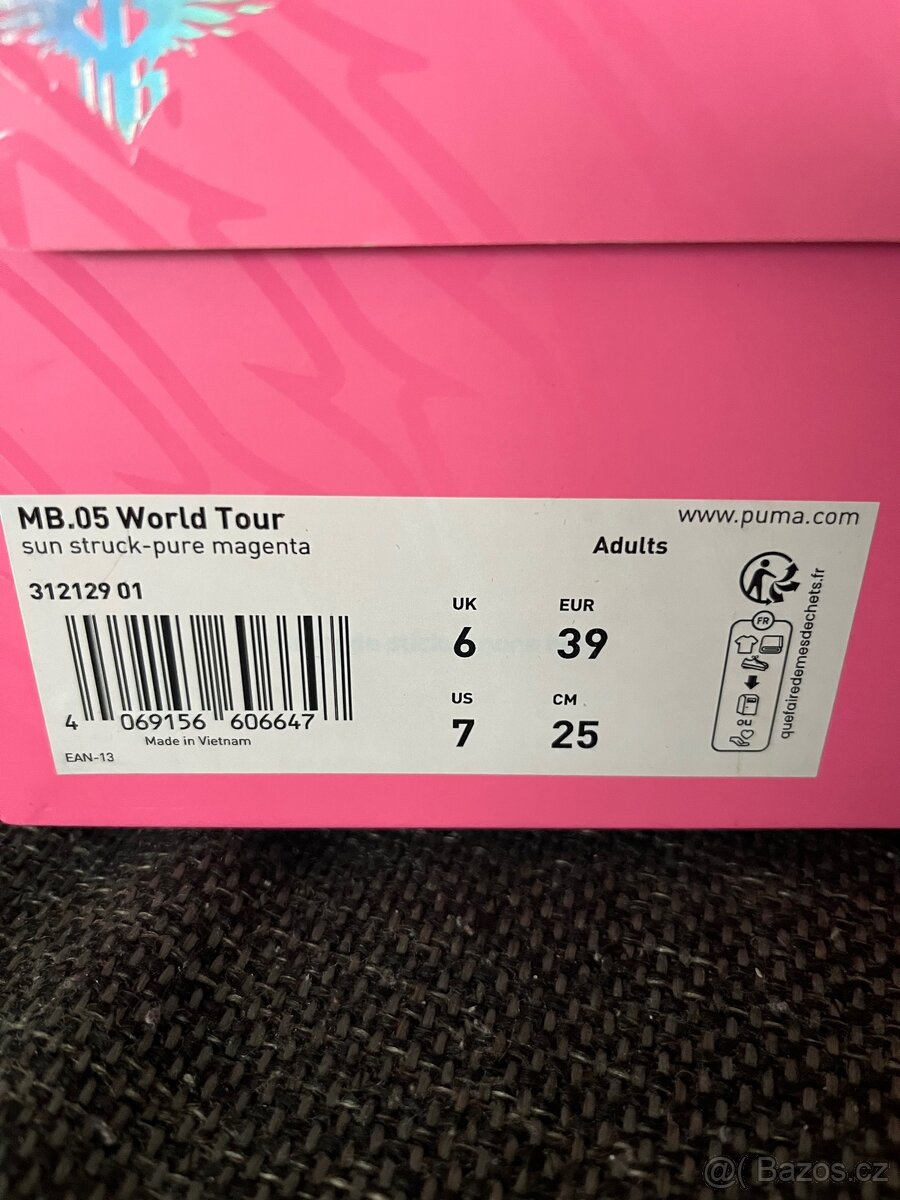 MB.05 World Tour
www.puma.com
sun struck-pure magenta
Adults
312129 01
UK
6
EUR
39
US
7
CM
25
4 069156 606647
Made in Vietnam
EAN-13
FR
OU
quefairedemesdechets.fr
@( Bazos.cz